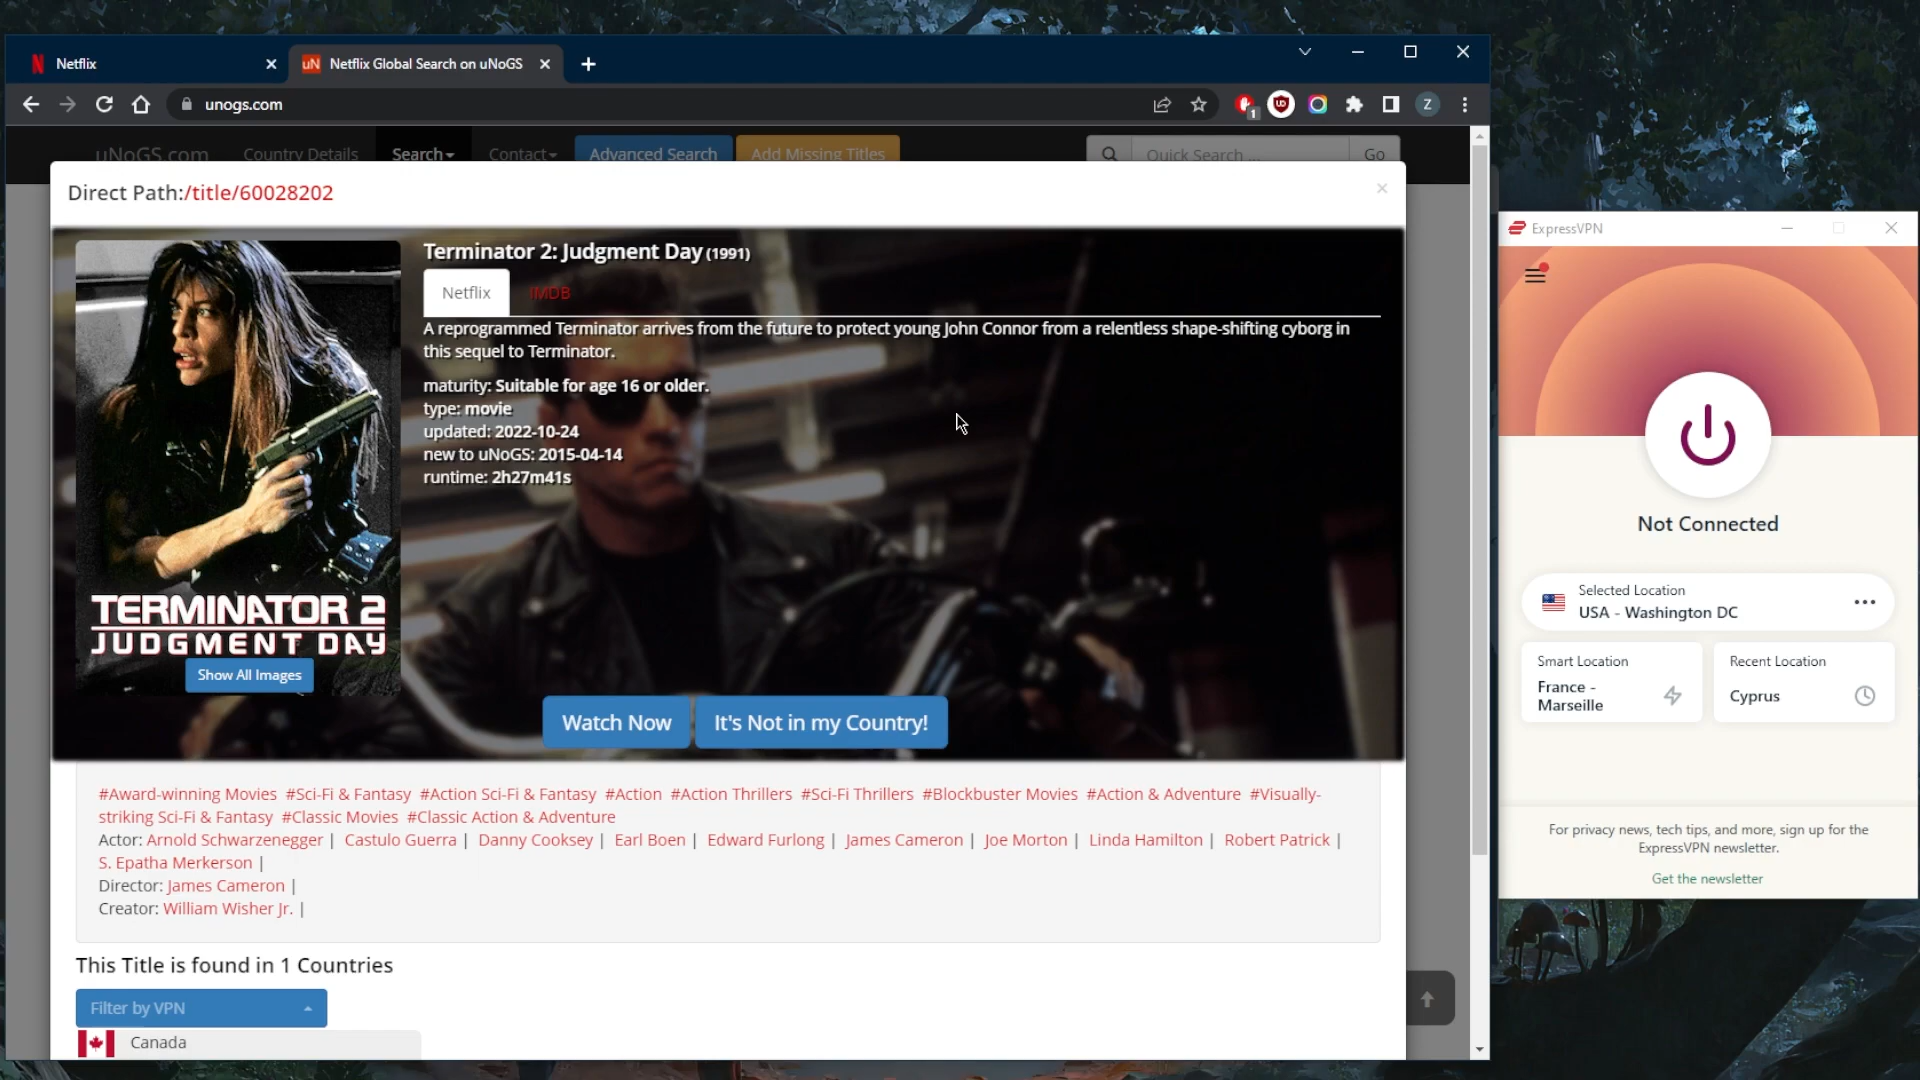 Netflix
uN Netflix Global Search on uNoGS
unogs.com
1
UD
Z
uNoGS.com Country Details Search Contact Advanced Search Add Missing Titles Quick Search ... Go
Direct Path:/title/60028202
×
Terminator 2: Judgment Day (1991)
Netflix IMDB
A reprogrammed Terminator arrives from the future to protect young John Connor from a relentless shape-shifting cyborg in
this sequel to Terminator.
maturity: Suitable for age 16 or older.
type: movie
updated: 2022-10-24
new to uNoGS: 2015-04-14
runtime: 2h27m41s
TERMINATOR 2
JUDGMENT DAY
Show All Images
Watch Now It's Not in my Country!
#Award-winning Movies #Sci-Fi & Fantasy #Action Sci-Fi & Fantasy #Action #Action Thrillers #Sci-Fi Thrillers #Blockbuster Movies #Action & Adventure #Visually-
striking Sci-Fi & Fantasy #Classic Movies #Classic Action & Adventure
Actor: Arnold Schwarzenegger | Castulo Guerra | Danny Cooksey | Earl Boen | Edward Furlong | James Cameron | Joe Morton | Linda Hamilton | Robert Patrick |
S. Epatha Merkerson |
Director: James Cameron |
Creator: William Wisher Jr. |
This Title is found in 1 Countries
Filter by VPN
Canada
ExpressVPN
Not Connected
Selected Location
USA - Washington DC
Smart Location
France -
Marseille
Recent Location
Cyprus
For privacy news, tech tips, and more, sign up for the
ExpressVPN newsletter.
Get the newsletter